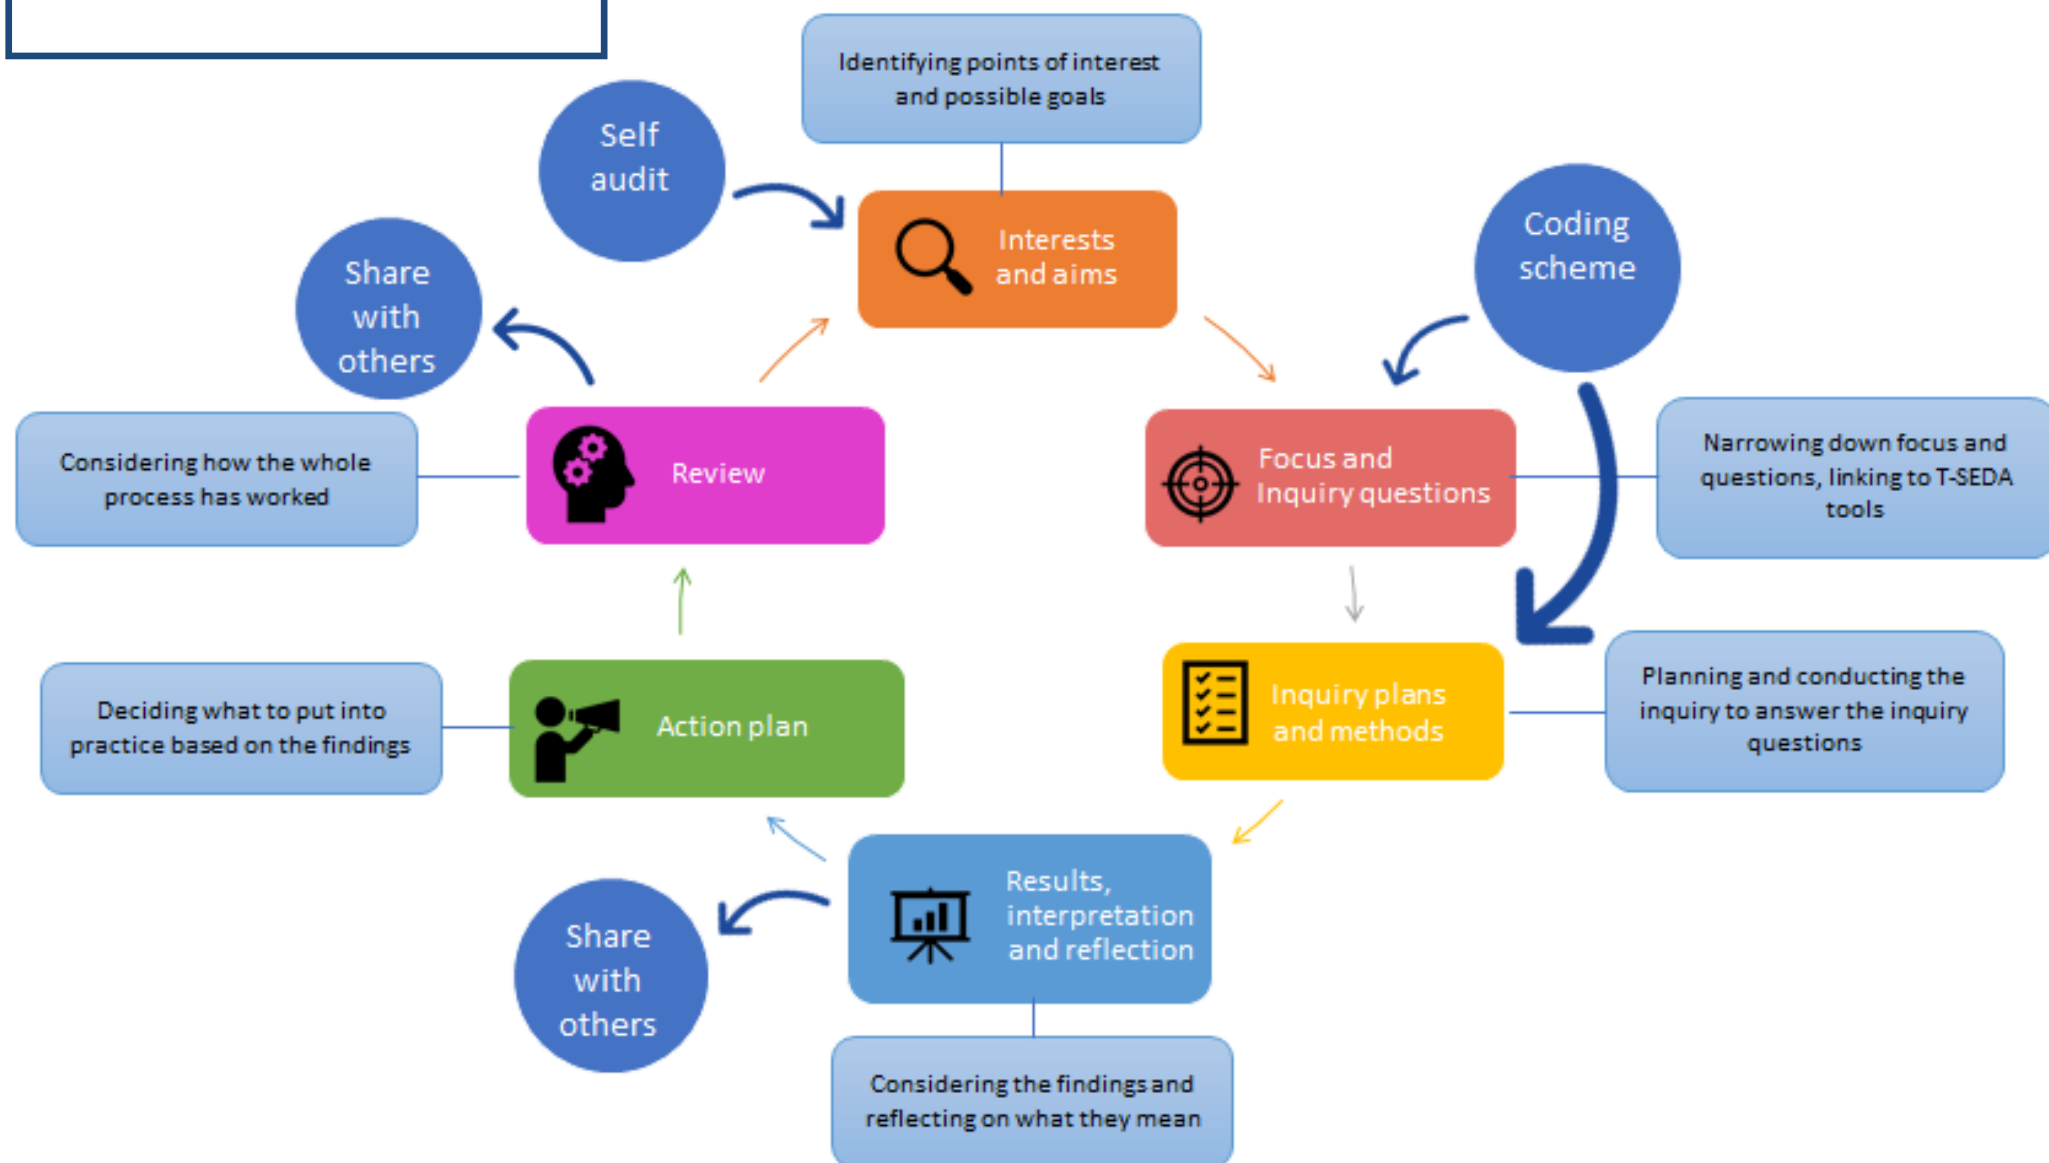 Identifying points of interest
and possible goals
Self
audit
Interests
and aims
Coding
scheme
Share
with
others
Considering how the whole
process has worked
Review
Focus and
Inquiry questions
Narrowing down focus and
questions, linking to T-SEDA
tools
Deciding what to put into
practice based on the findings
Action plan
Inquiry plans
and methods
Planning and conducting the
inquiry to answer the inquiry
questions
Results,
interpretation
and reflection
Share
with
others
Considering the findings and
reflecting on what they mean